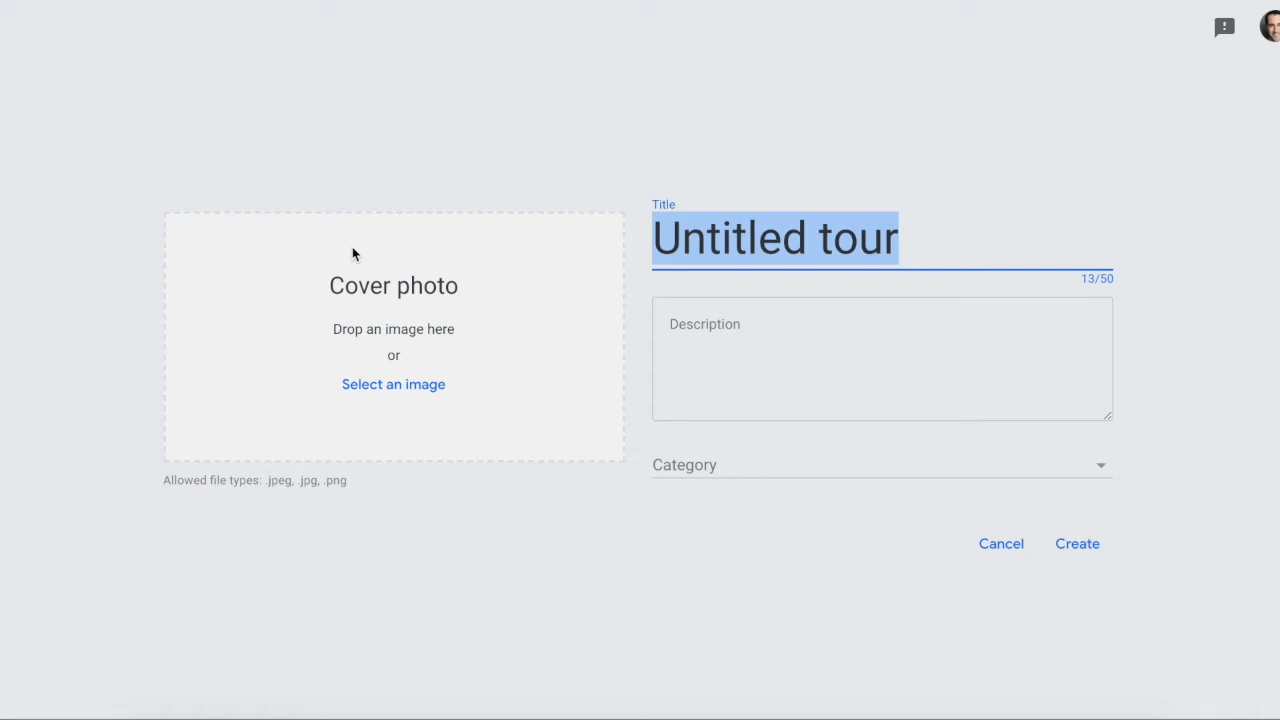 Cover photo
Drop an image here
or
Select an image
Allowed file types: .jpeg, .jpg, .png
Title
Untitled tour
13/50
Description
Category
Cancel
Create